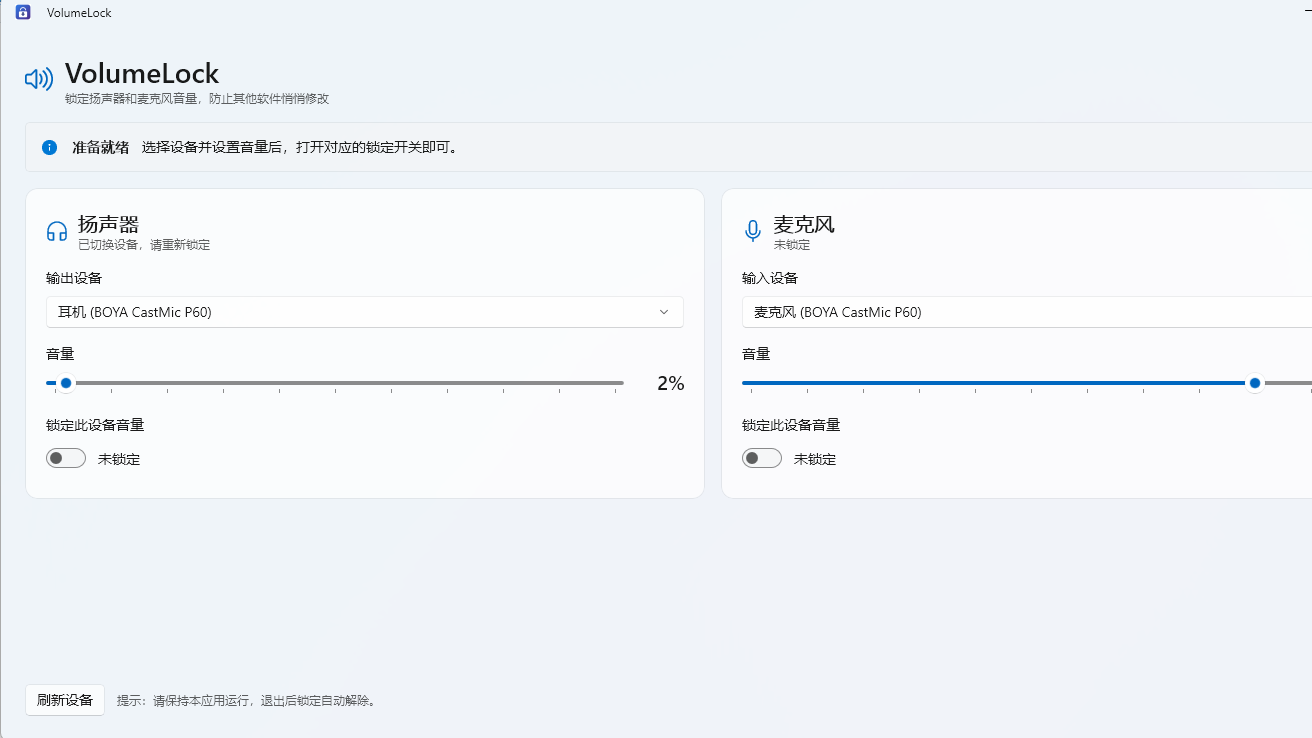 VolumeLock
VolumeLock
锁定扬声器和麦克风音量，防止其他软件悄悄修改
准备就绪 选择设备并设置音量后，打开对应的锁定开关即可。
扬声器
已切换设备，请重新锁定
输出设备
耳机 (BOYA CastMic P60)
音量
2%
锁定此设备音量
未锁定
麦克风
未锁定
输入设备
麦克风 (BOYA CastMic P60)
音量
锁定此设备音量
未锁定
刷新设备 提示：请保持本应用运行，退出后锁定自动解除。